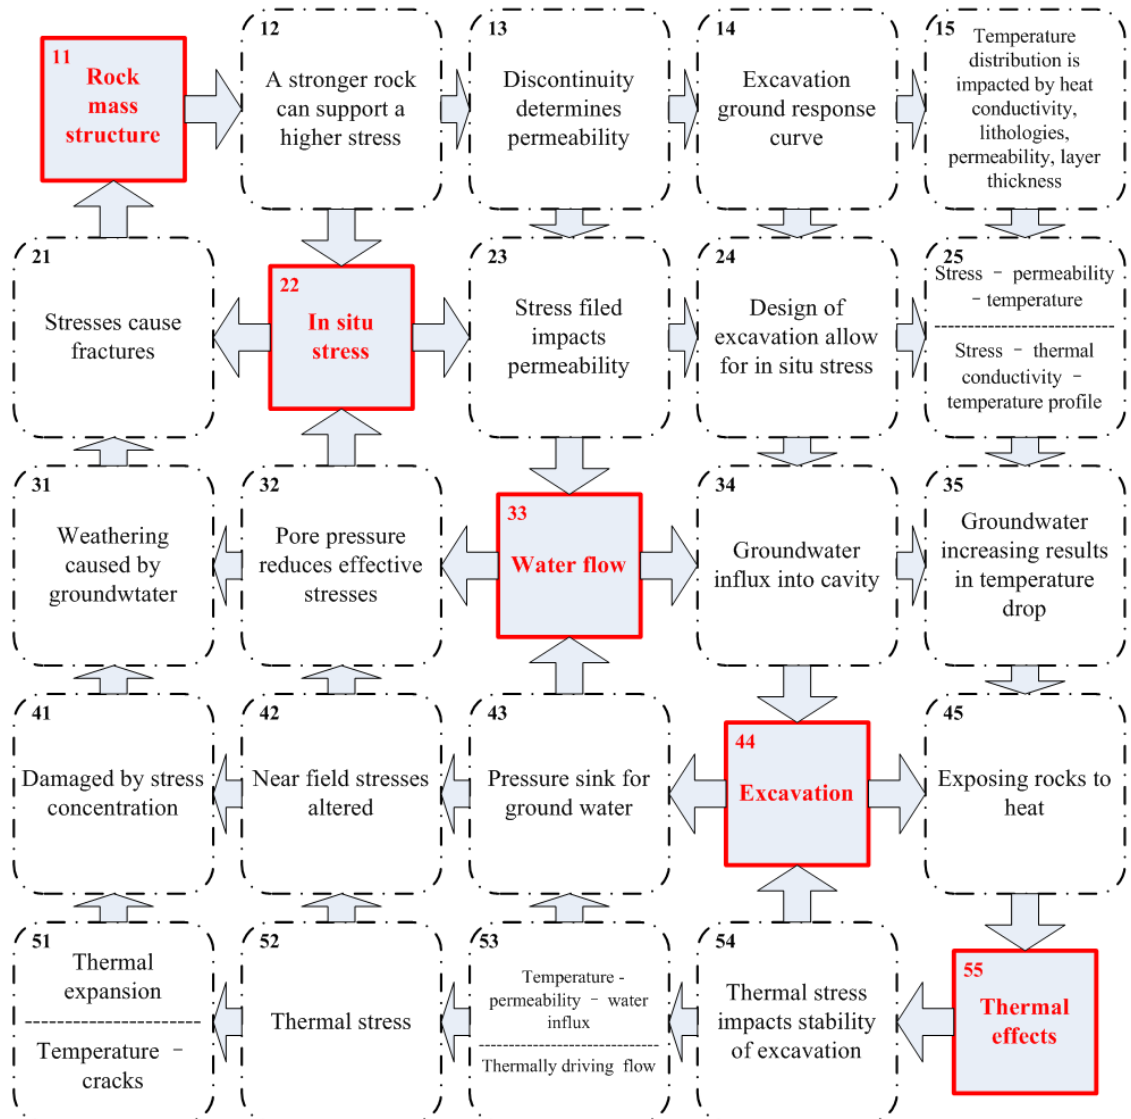 11
Rock
mass
structure
12
A stronger rock
can support a
higher stress
13
Discontinuity
determines
permeability
14
Excavation
ground response
curve
15
Temperature
distribution is
impacted by heat
conductivity,
lithologies,
permeability, layer
thickness
21
Stresses cause
fractures
22
In situ
stress
23
Stress filed
impacts
permeability
24
Design of
excavation allow
for in situ stress
25
Stress - permeability
- temperature
Stress - thermal
conductivity -
temperature profile
31
Weathering
caused by
groundwtater
32
Pore pressure
reduces effective
stresses
33
Water flow
34
Groundwater
influx into cavity
35
Groundwater
increasing results
in temperature
drop
41
Damaged by stress
concentration
42
Near field stresses
altered
43
Pressure sink for
ground water
44
Excavation
45
Exposing rocks to
heat
51
Thermal
expansion
Temperature -
cracks
52
Thermal stress
53
Temperature -
permeability - water
influx
Thermally driving flow
54
Thermal stress
impacts stability
of excavation
55
Thermal
effects